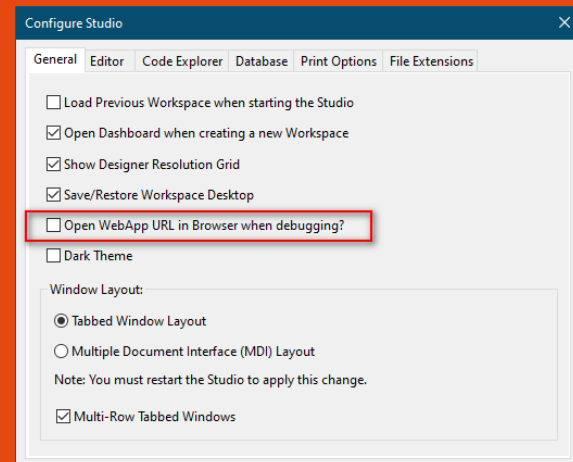 Configure Studio
General Editor Code Explorer Database Print Options File Extensions
Load Previous Workspace when starting the Studio
Open Dashboard when creating a new Workspace
Show Designer Resolution Grid
Save/Restore Workspace Desktop
Open WebApp URL in Browser when debugging?
Dark Theme
Window Layout:
Tabbed Window Layout
Multiple Document Interface (MDI) Layout
Note: You must restart the Studio to apply this change.
Multi-Row Tabbed Windows